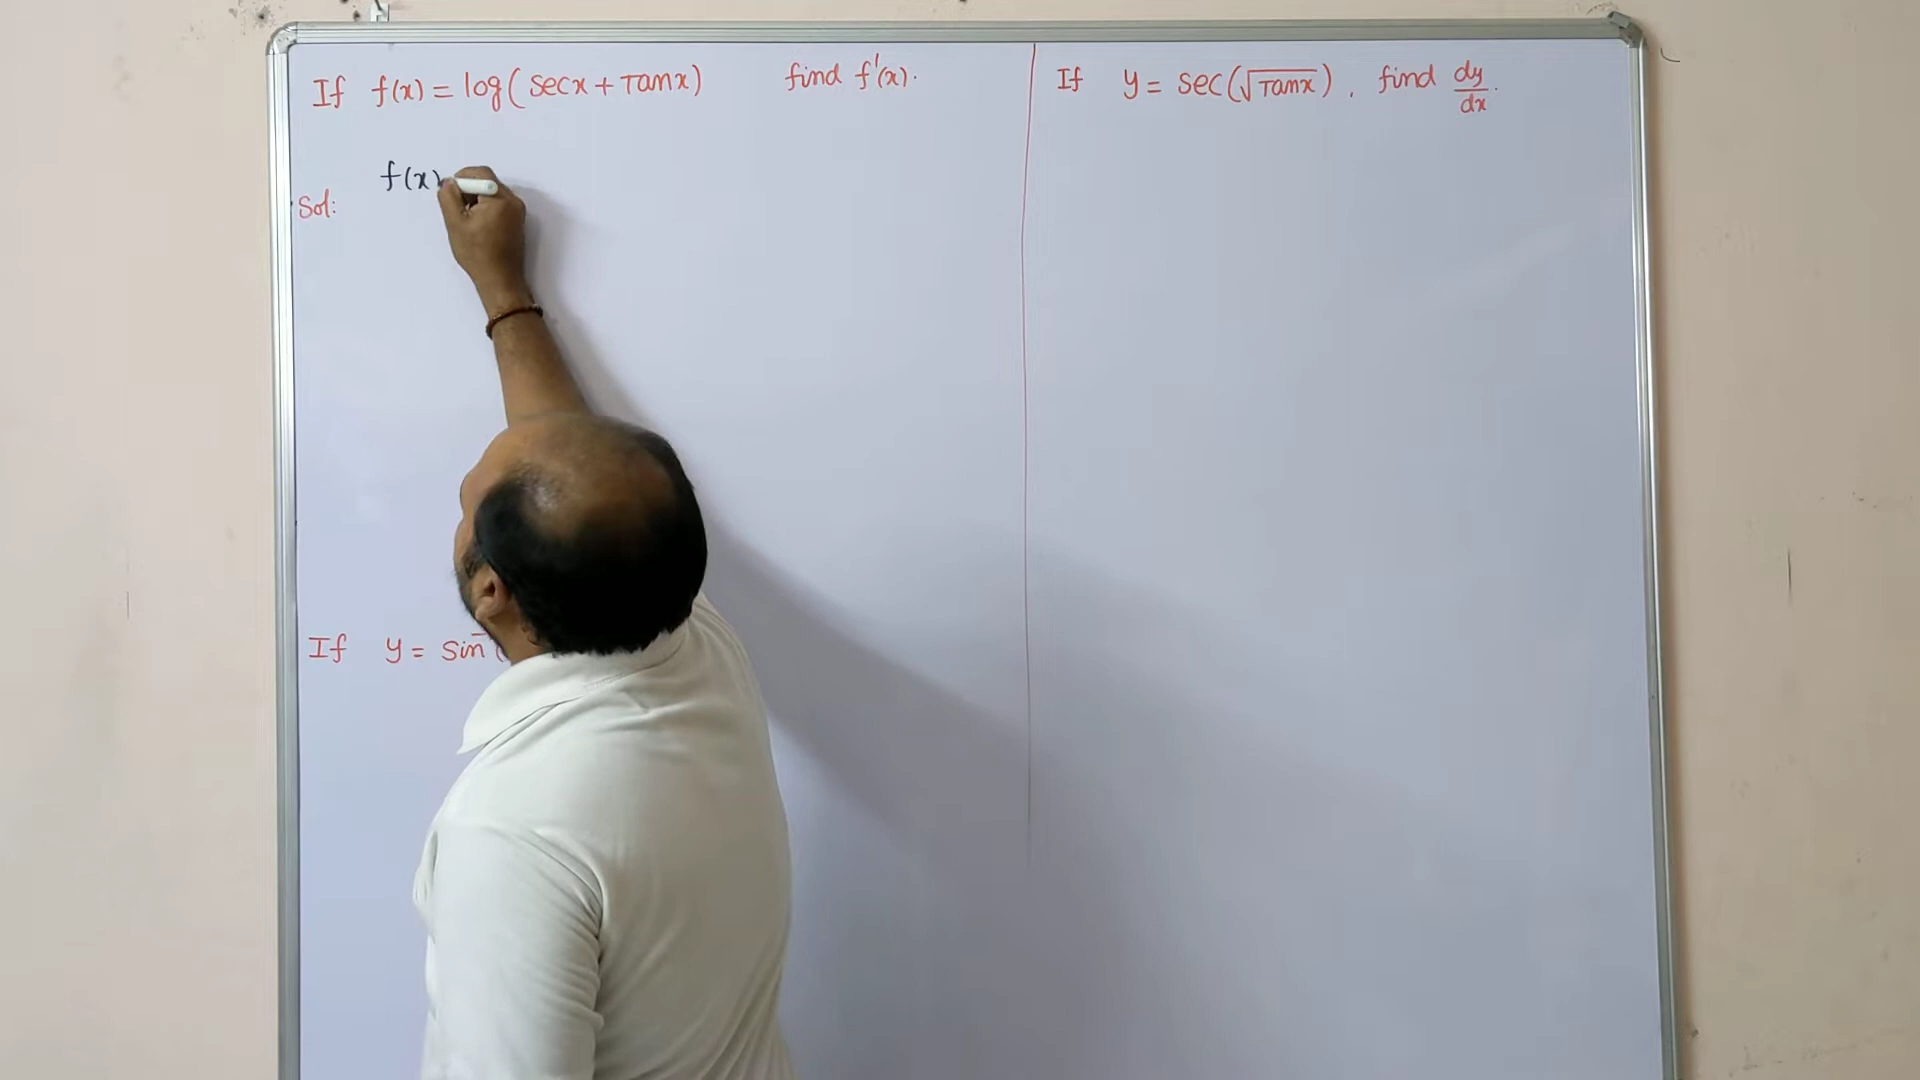 If f(x) = log(secx + Tanx) find f'(x).
Sol: f(x)
If y = sin⁻
If y = sec(√Tanx), find dy/dx.